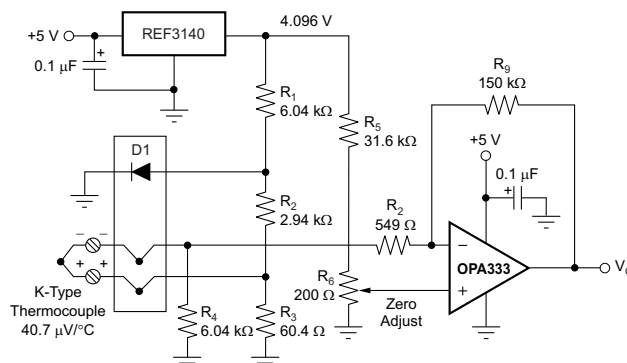 REF3140
4.096 V
+5 V
+
0.1 µF
R1
6.04 kΩ
R5
31.6 kΩ
R9
150 kΩ
D1
+5 V
0.1 µF
+
R2
2.94 kΩ
R2
549 Ω
– –
+ +
–
OPA333
+
K-Type
Thermocouple
40.7 µV/°C
R4
6.04 kΩ
R3
60.4 Ω
R6
200 Ω
Zero
Adjust